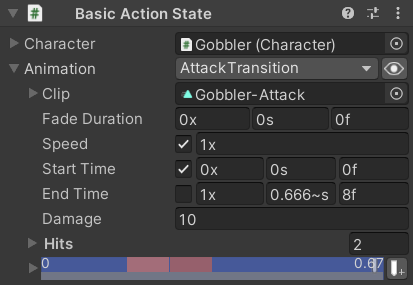 # Basic Action State
Character # Gobbler (Character)
Animation AttackTransition
Clip Gobbler-Attack
Fade Duration 0x 0s 0f
Speed 1x
Start Time 0x 0s 0f
End Time 1x 0.666~s 8f
Damage 10
Hits 2
0 0.67